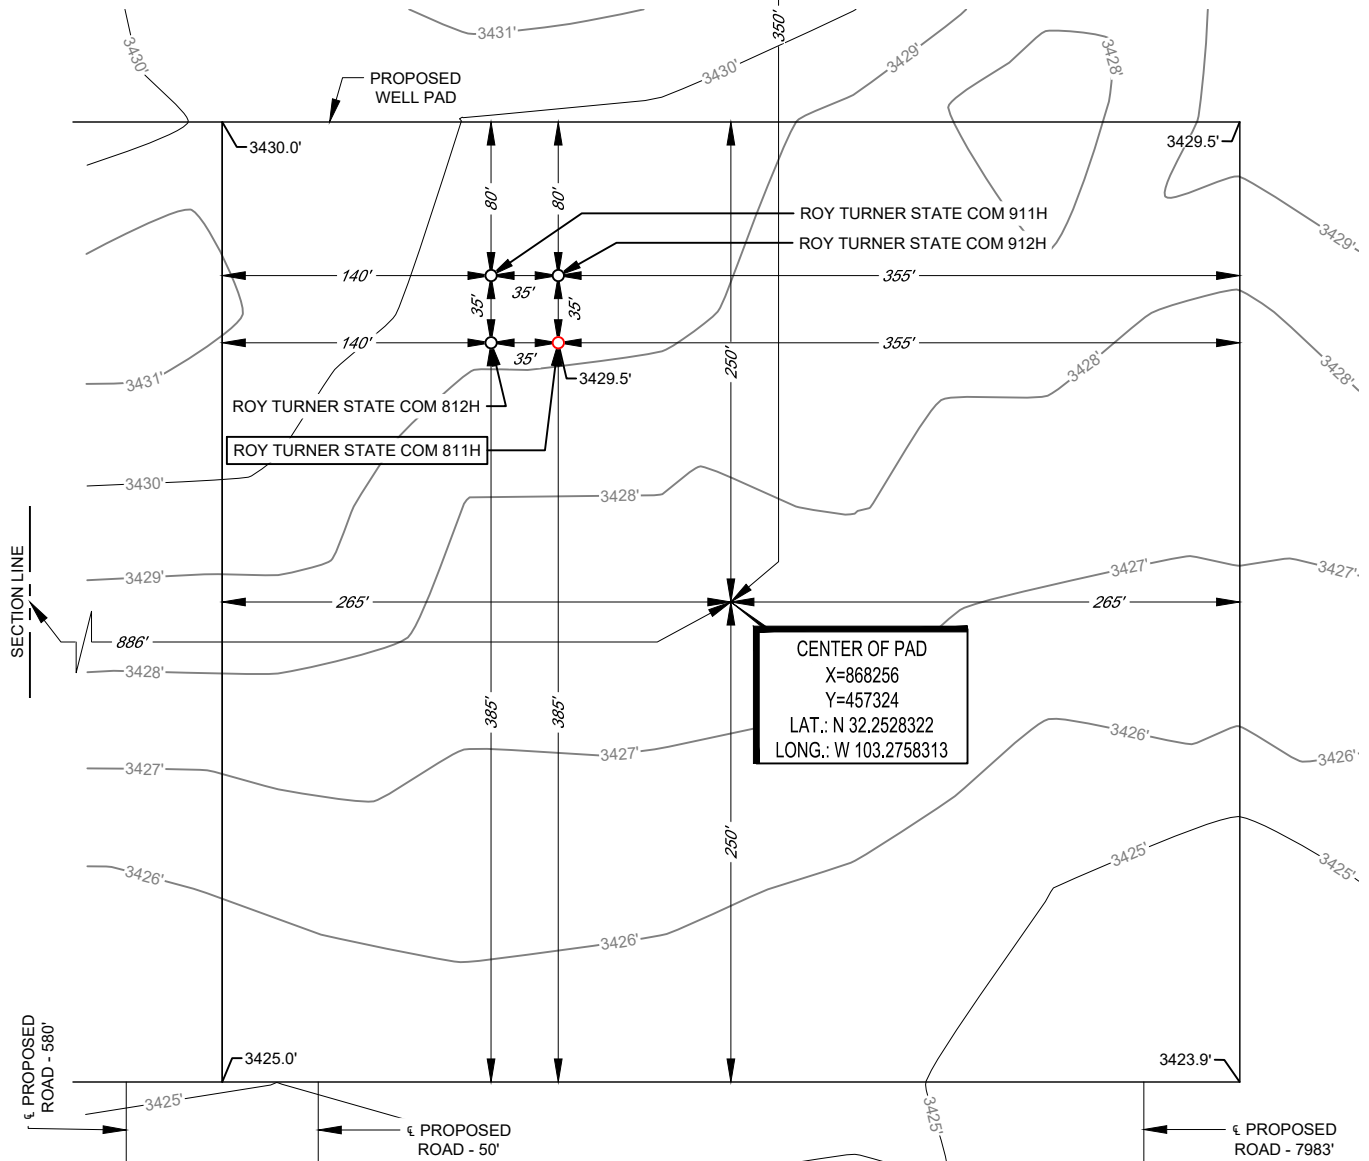 3431'
350'
3430'
3430'
3429'
3428'
PROPOSED
WELL PAD
3430.0'
3429.5'
80'
80'
ROY TURNER STATE COM 911H
ROY TURNER STATE COM 912H
3429'
140'
35'
355'
35'
35'
140'
35'
355'
250'
3431'
3429.5'
3428'
3428'
ROY TURNER STATE COM 812H
ROY TURNER STATE COM 811H
3430'
3428'
SECTION LINE
3429'
3427'
3427'
265'
265'
886'
3428'
CENTER OF PAD
X=868256
Y=457324
LAT.: N 32.2528322
LONG.: W 103.2758313
385'
385'
3426'
3427'
3427'
3426'
250'
3426'
3425'
3425'
3426'
℄ PROPOSED
ROAD - 580'
3425.0'
3423.9'
3425'
3425'
℄ PROPOSED
ROAD - 50'
℄ PROPOSED
ROAD - 7983'